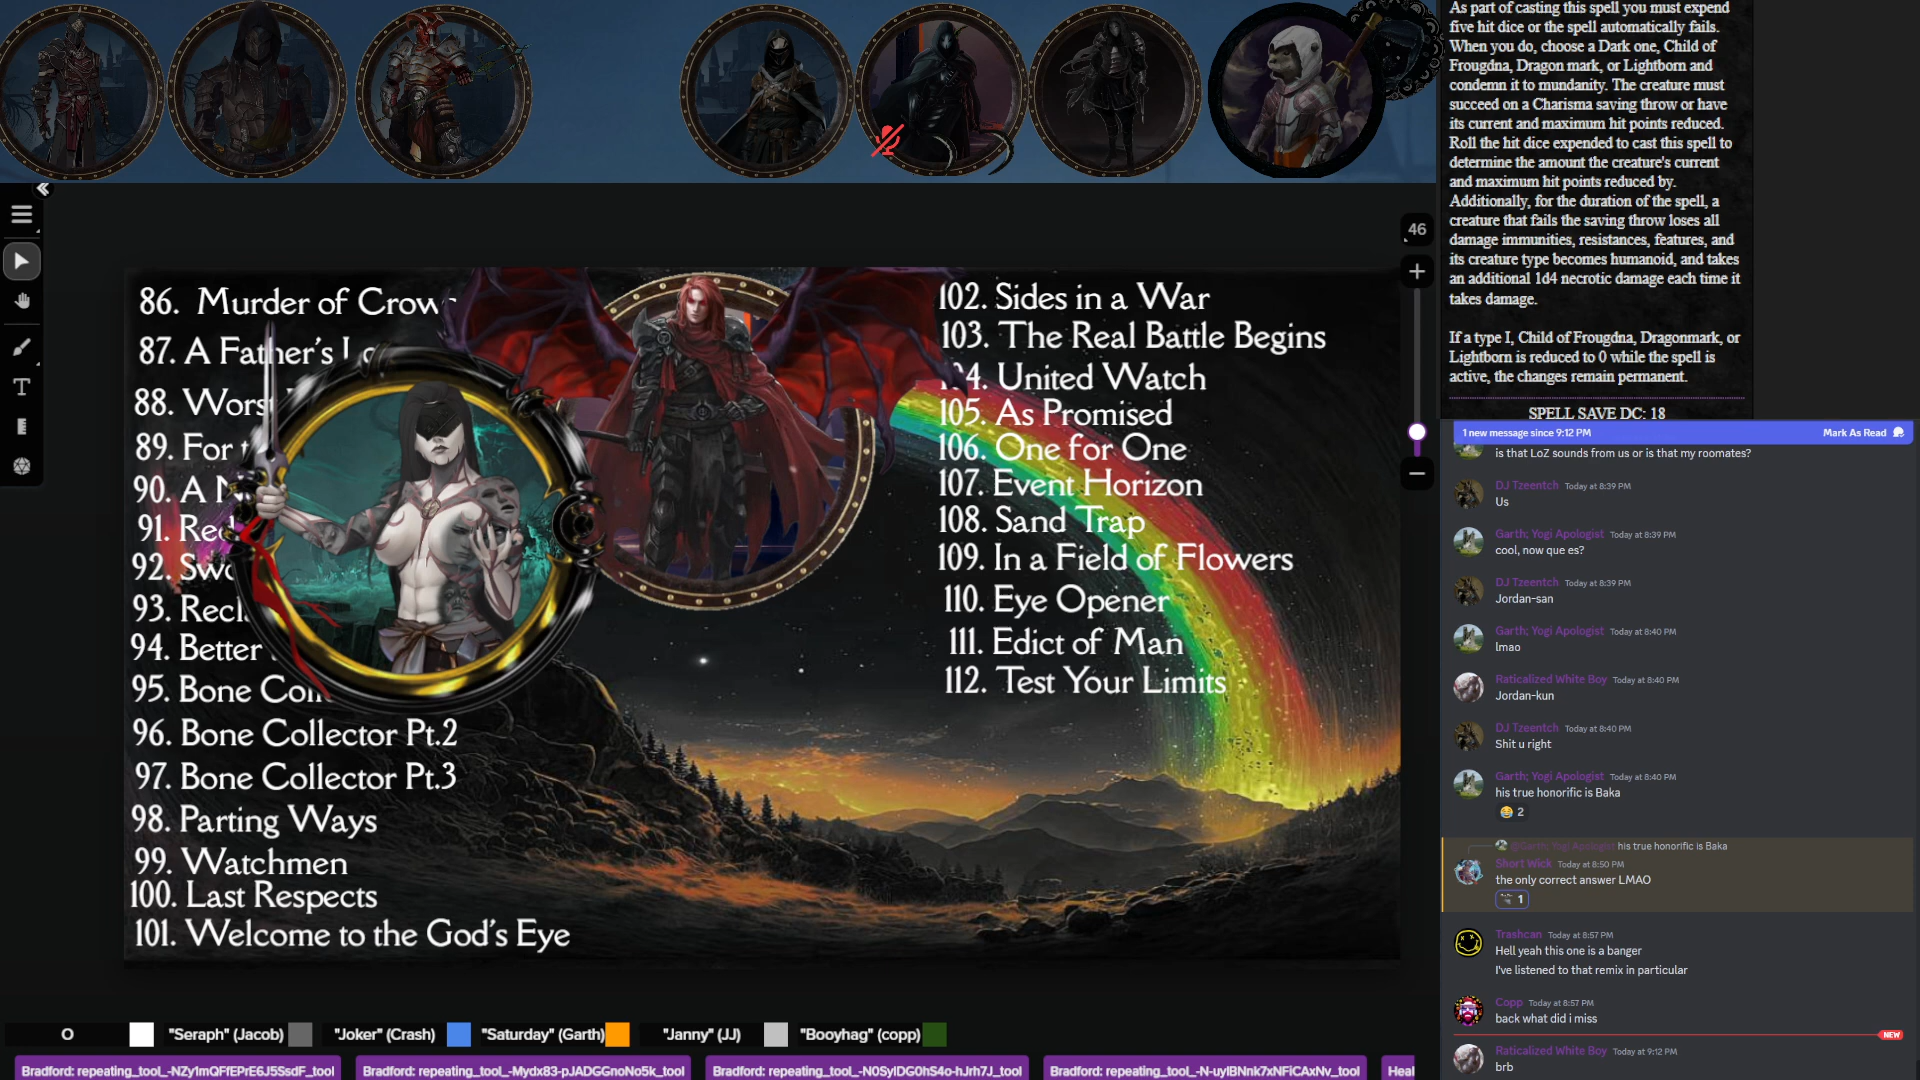 As part of casting this spell you must expend
five hit dice or the spell automatically fails.
When you do, choose a Dark one, Child of
Frougdna, Dragon mark, or Lightborn and
condemn it to mundanity. The creature must
succeed on a Charisma saving throw or have
its current and maximum hit points reduced.
Roll the hit dice expended to cast this spell to
determine the amount the creature's current
and maximum hit points reduced by.
Additionally, for the duration of the spell, a
creature that fails the saving throw loses all
damage immunities, resistances, features, and
its creature type becomes humanoid, and takes
an additional 1d4 necrotic damage each time it
takes damage.
If a type I, Child of Frougdna, Dragonmark, or
Lightborn is reduced to 0 while the spell is
active, the changes remain permanent.
SPELL SAVE DC: 18
46
86. Murder of Crow
87. A Father's
88. Wors
89. For
90. A
91.
92.
93.
94. Better
95. Bone
96. Bone Collector Pt.2
97. Bone Collector Pt.3
98. Parting Ways
99. Watchmen
100. Last Respects
101. Welcome to the God's Eye
102. Sides in a War
103. The Real Battle Begins
United Watch
105. As Promised
106. One for One
107. Event Horizon
108. Sand Trap
109. In a Field of Flowers
110. Eye Opener
111. Edict of Man
112. Test Your Limits
1 new message since 9:12 PM Mark As Read
is that LoZ sounds from us or is that my roomates?
DJ Tzeentch Today at 8:39 PM
Us
Garth; Yogi Apologist Today at 8:39 PM
cool, now que es?
DJ Tzeentch Today at 8:39 PM
Jordan-san
Garth; Yogi Apologist Today at 8:40 PM
lmao
Raticalized White Boy Today at 8:40 PM
Jordan-kun
DJ Tzeentch Today at 8:40 PM
Shit u right
Garth; Yogi Apologist Today at 8:40 PM
his true honorific is Baka
2
@Garth; Yogi Apologist his true honorific is Baka
Short Wick Today at 8:50 PM
the only correct answer LMAO
1
Trashcan Today at 8:57 PM
Hell yeah this one is a banger
I've listened to that remix in particular
Copp Today at 8:57 PM
back what did i miss
NEW
Raticalized White Boy Today at 9:12 PM
brb
O "Seraph" (Jacob) "Joker" (Crash) "Saturday" (Garth) "Janny" (JJ) "Booyhag" (copp)
Bradford: repeating_tool_-NZy1mQFfEPrE6J5SsdF_tool Bradford: repeating_tool_-Mydx83-pJADGGnoNo5k_tool Bradford: repeating_tool_-N0SylDG0hS4o-hJrh7J_tool Bradford: repeating_tool_-N-uyIBNnk7xNFiCAxNv_tool Heal